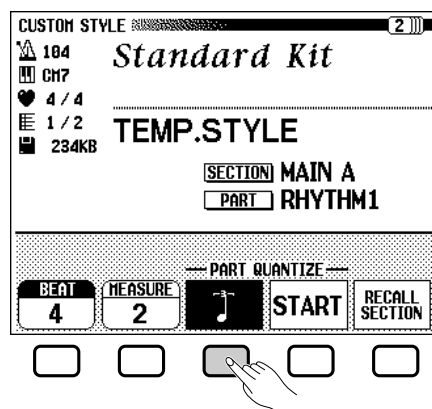 CUSTOM STYLE 2
104
Standard Kit
CM7
4 / 4
1 / 2
TEMP.STYLE
234KB
SECTION MAIN A
PART RHYTHM1
PART QUANTIZE
BEAT MEASURE
4 2 3 START RECALL
SECTION